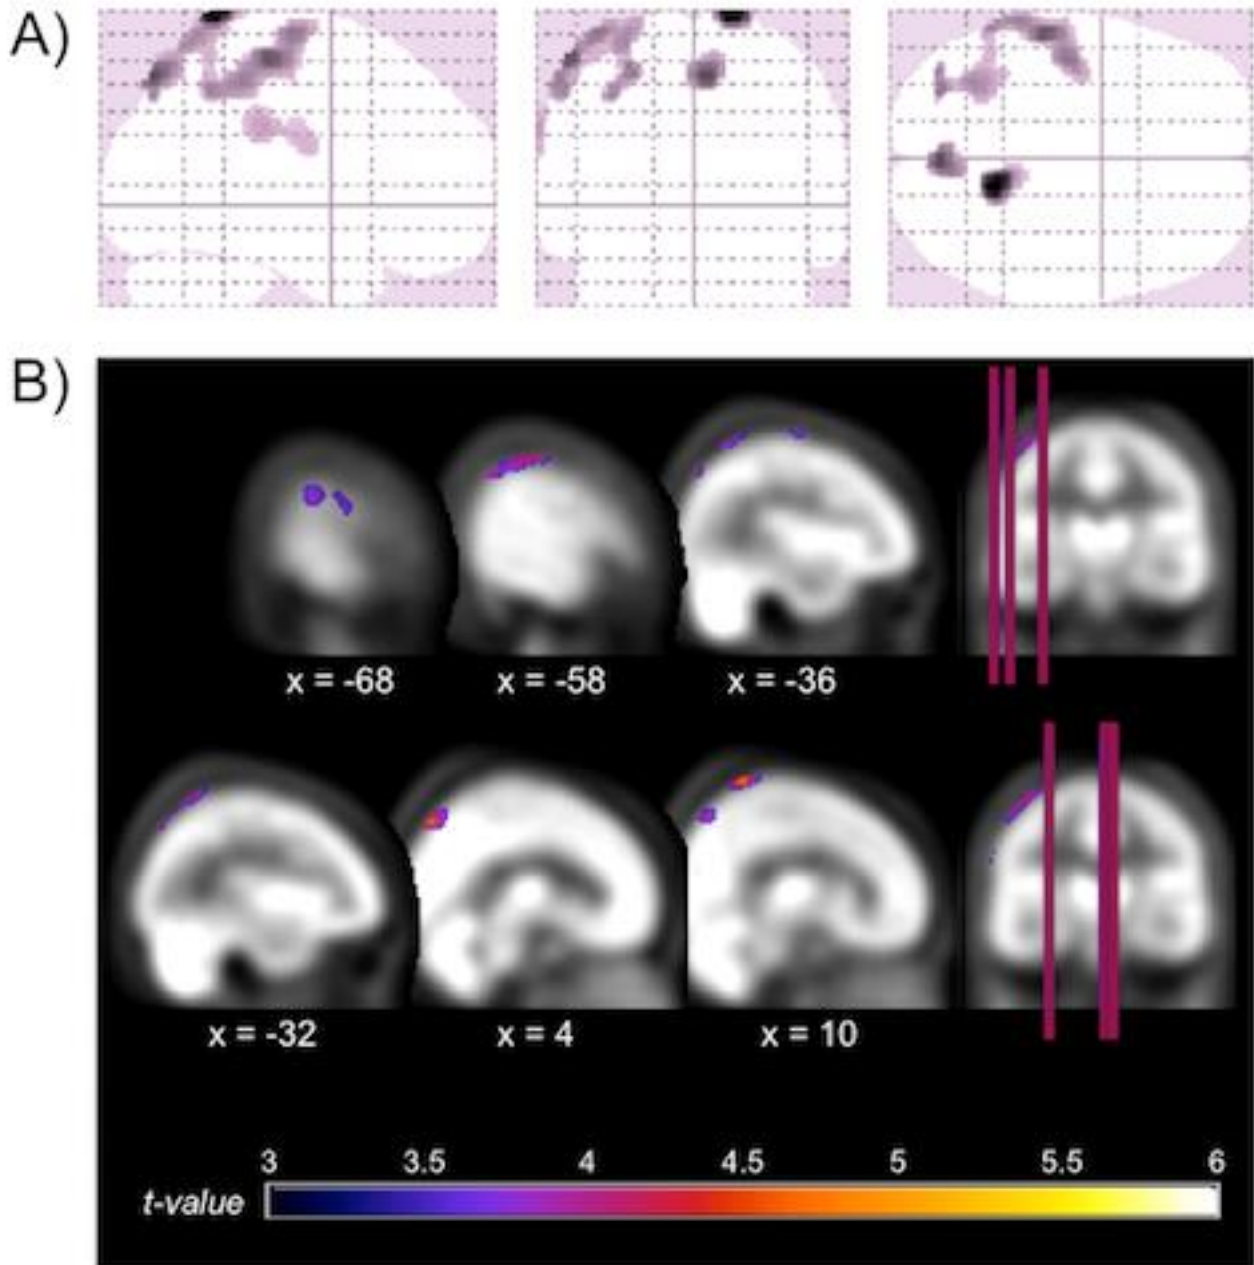 A)
B)
x = -68
x = -58
x = -36
x = -32
x = 4
x = 10
3 3.5 4 4.5 5 5.5 6
t-value